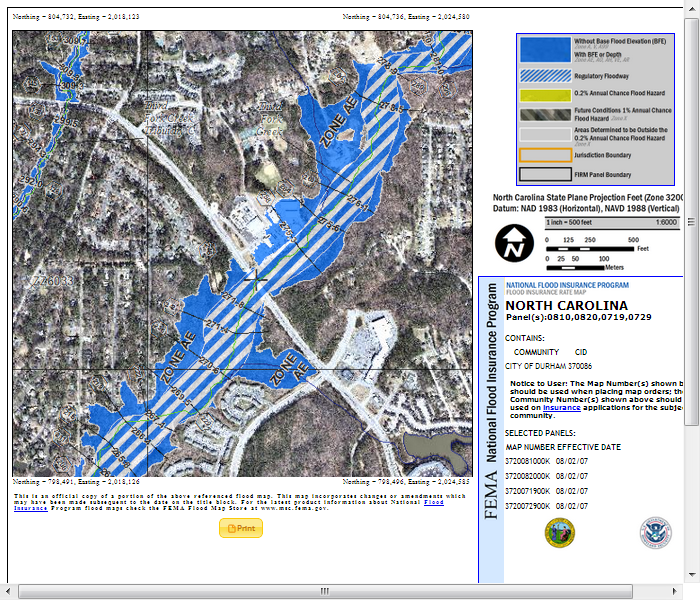 Northing - 804,732, Easting - 2,018,123
Northing - 804,736, Easting - 2,024,580
ZONE AE
ZONE AE
ZONE
AE
Northing - 798,491, Easting - 2,018,126
Northing - 798,496, Easting - 2,024,585
This is an official copy of a portion of the above referenced flood map. This map incorporates changes or amendments which
may have been made subsequent to the date on the title block. For the latest product information about National Flood
Insurance Program flood maps check the FEMA Flood Map Store at www.msc.fema.gov.
Print
Without Base Flood Elevation (BFE)
With BFE or Depth
Regulatory Floodway
0.2% Annual Chance Flood Hazard
Future Conditions 1% Annual Chance
Flood Hazard Zone X
Areas Determined to be Outside the
0.2% Annual Chance Flood Hazard
Zone X
Jurisdiction Boundary
FIRM Panel Boundary
North Carolina State Plane Projection Feet (Zone 3200
Datum: NAD 1983 (Horizontal), NAVD 1988 (Vertical)
1 inch = 500 feet 1:6000
N
0 125 250 500
Feet
0 25 50 100
Meters
FEMA National Flood Insurance Program
NATIONAL FLOOD INSURANCE PROGRAM
FLOOD INSURANCE RATE MAP
NORTH CAROLINA
Panel(s):0810,0820,0719,0729
CONTAINS:
COMMUNITY CID
CITY OF DURHAM 370086
Notice to User: The Map Number(s) shown b
should be used when placing map orders; the
Community Number(s) shown above should
used on insurance applications for the subje
community.
SELECTED PANELS:
MAP NUMBER EFFECTIVE DATE
3720081000K 08/02/07
3720082000K 08/02/07
3720071900K 08/02/07
3720072900K 08/02/07